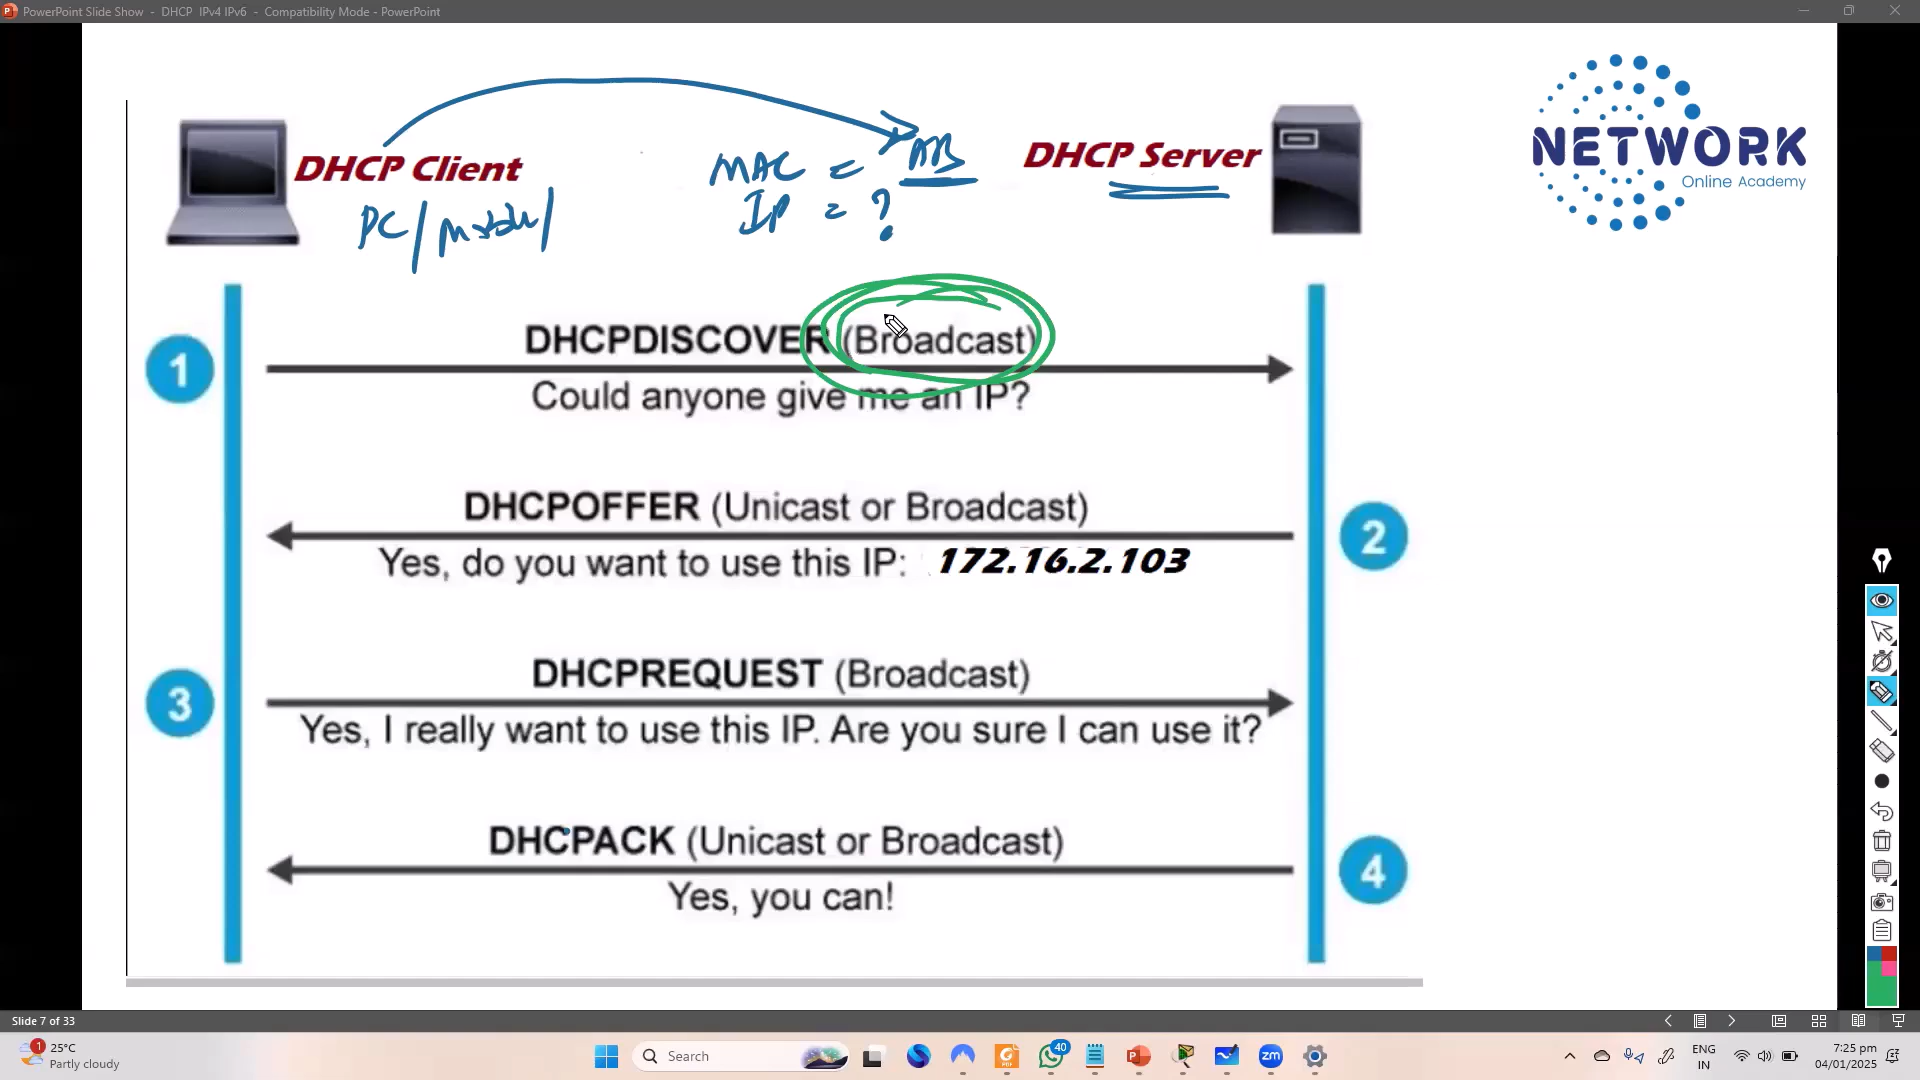 PowerPoint Slide Show - DHCP IPv4 IPv6 - Compatibility Mode - PowerPoint
NETWORK
Online Academy
DHCP Client
MAC = AB
DHCP Server
PC/
IP = ?
1
DHCPDISCOVER (Broadcast)
Could anyone give me an IP?
DHCPOFFER (Unicast or Broadcast)
2
Yes, do you want to use this IP: 172.16.2.103
DHCPREQUEST (Broadcast)
3
Yes, I really want to use this IP. Are you sure I can use it?
DHCPACK (Unicast or Broadcast)
4
Yes, you can!
Slide 7 of 33
1
25°C
Partly cloudy
Search
40
zm
ENG
IN
7:25 pm
04/01/2025